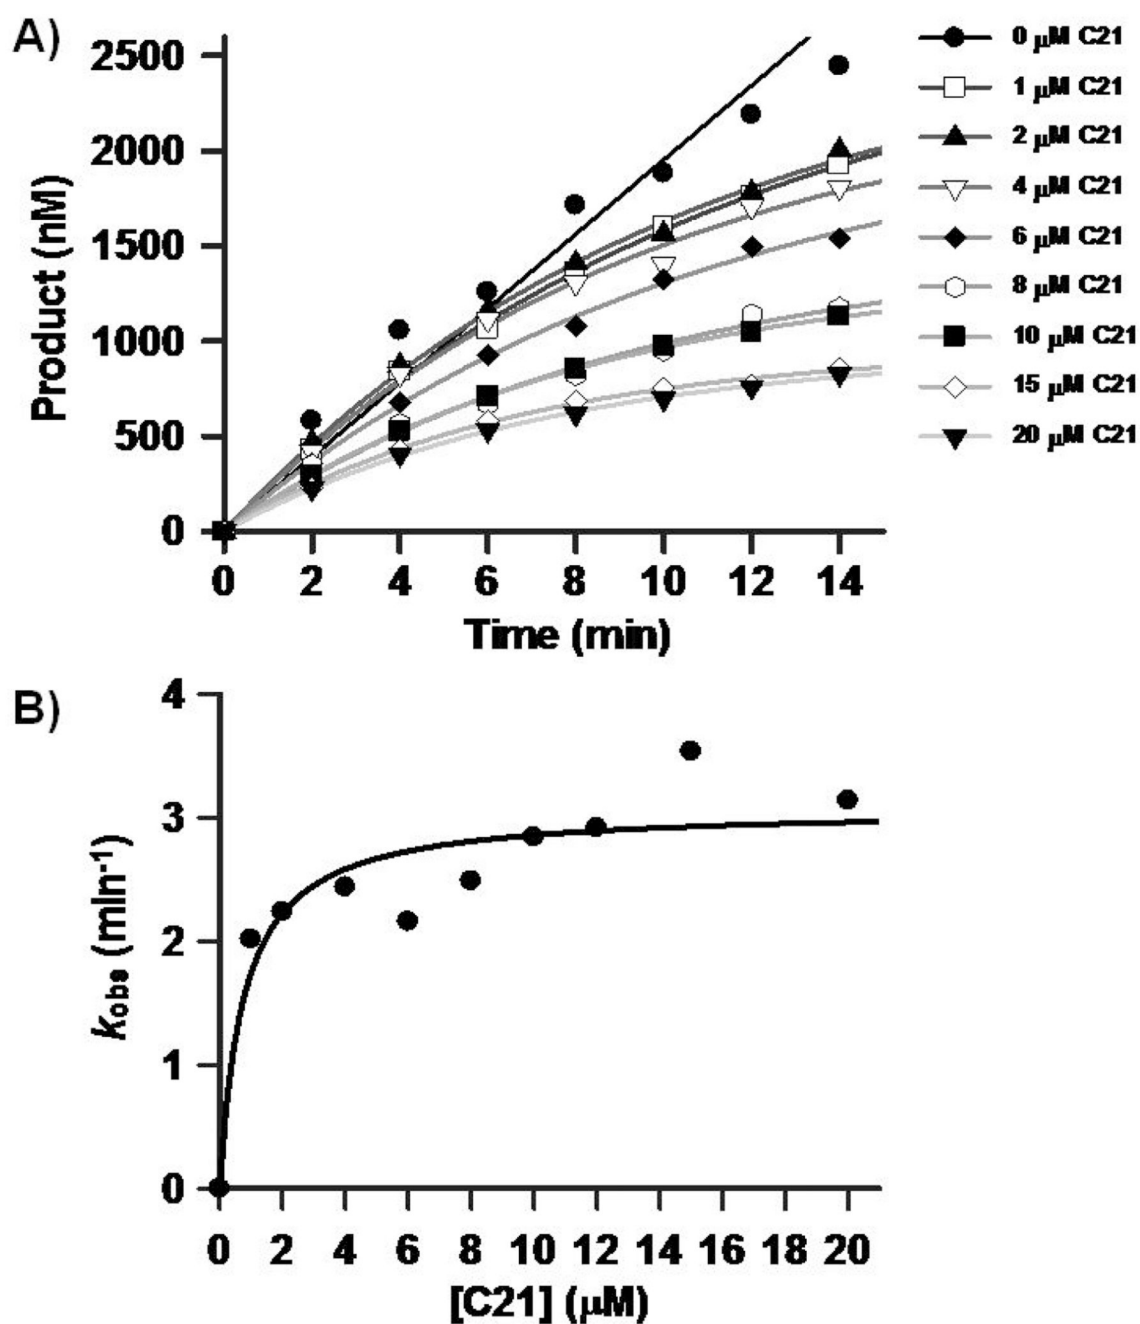 A)
Product (nM)
2500
2000
1500
1000
500
0
0 2 4 6 8 10 12 14
Time (min)
0 μM C21
1 μM C21
2 μM C21
4 μM C21
6 μM C21
8 μM C21
10 μM C21
15 μM C21
20 μM C21
B)
kobs (min-1)
4
3
2
1
0
0 2 4 6 8 10 12 14 16 18 20
[C21] (μM)